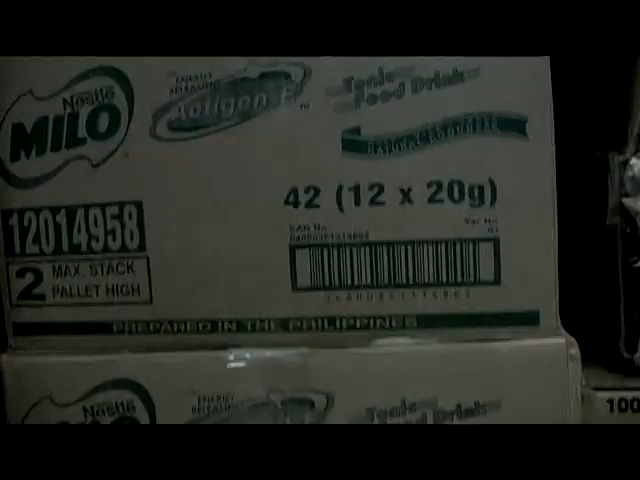 Nestlé
MILO
ENERGY
RELEASING
Actigen-E
Tonic
Food Drink
42 (12 x 20g)
12014958
2 MAX. STACK
PALLET HIGH
EAN No.
Var No.
01
PREPARED IN THE PHILIPPINES
Nestlé
ENERGY
RELEASING
Tonic
Food Drink
100